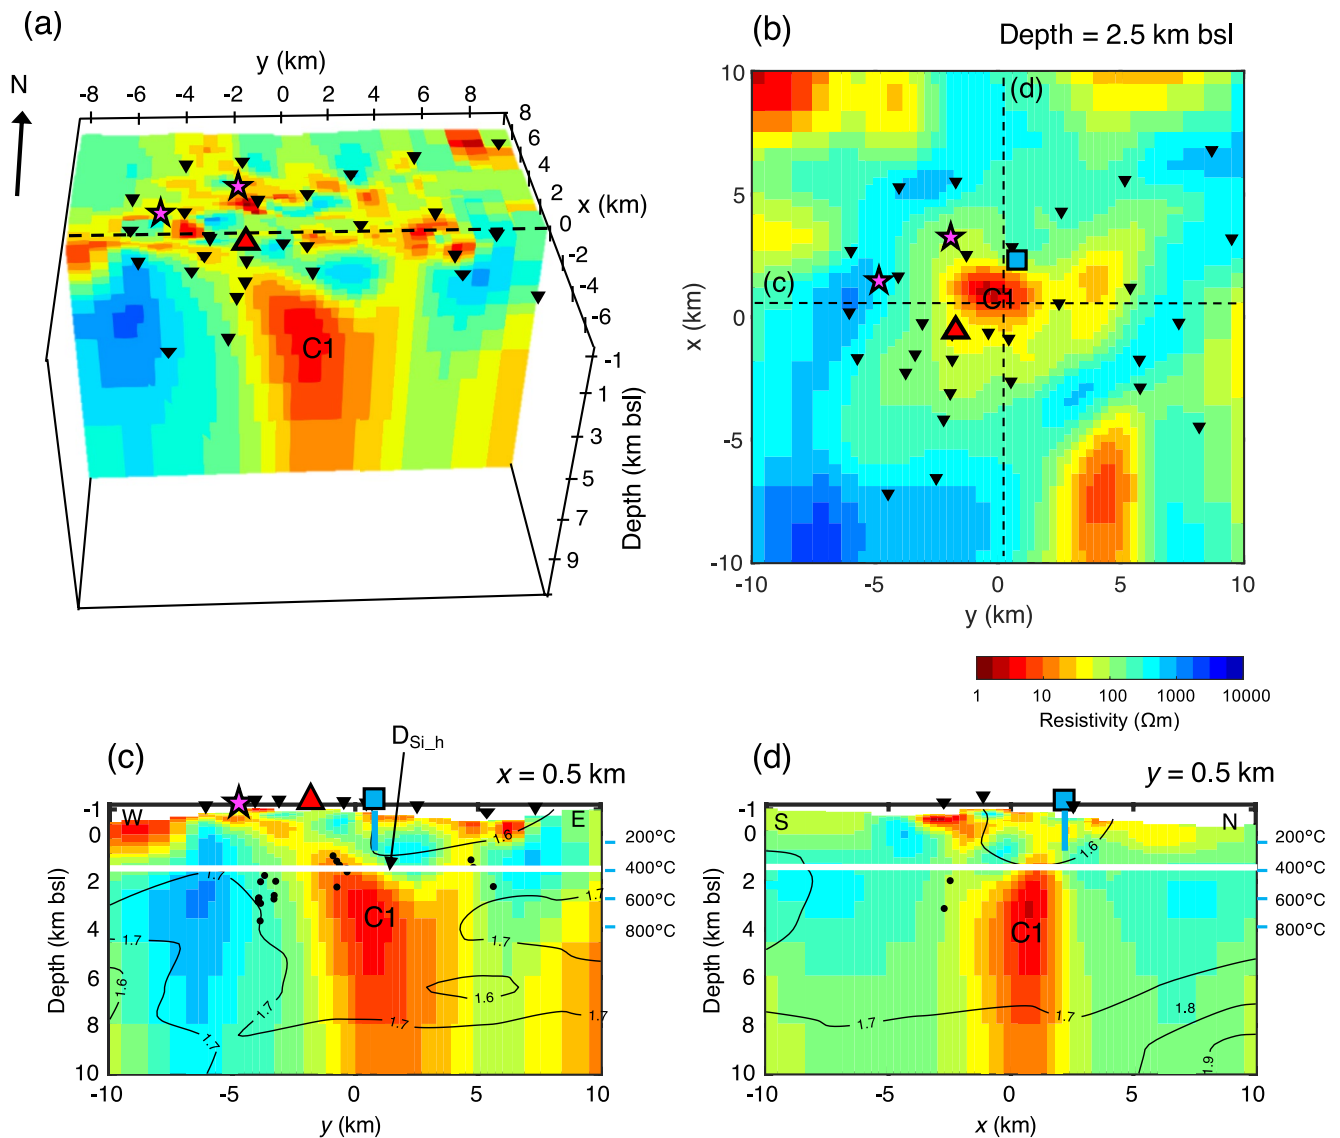 (a)
y (km)
N
-8 -6 -4 -2 0 2 4 6 8
8
6
4
2
0
-2
-4
-6
x (km)
C1
-1
1
3
5
7
9
Depth (km bsl)
(b)
Depth = 2.5 km bsl
10
5
0
-5
-10
x (km)
(d)
(c)
C1
-10 -5 0 5 10
y (km)
1 10 100 1000 10000
Resistivity (Ωm)
(c)
D_Si_h
x = 0.5 km
W
E
-1
0
2
4
6
8
10
Depth (km bsl)
1.6
1.7
1.7
1.7
1.6
1.7
1.6
1.7
1.7
C1
200°C
400°C
600°C
800°C
-10 -5 0 5 10
y (km)
(d)
y = 0.5 km
S
N
-1
0
2
4
6
8
10
Depth (km bsl)
1.6
C1
1.7
1.7
1.8
1.9
200°C
400°C
600°C
800°C
-10 -5 0 5 10
x (km)